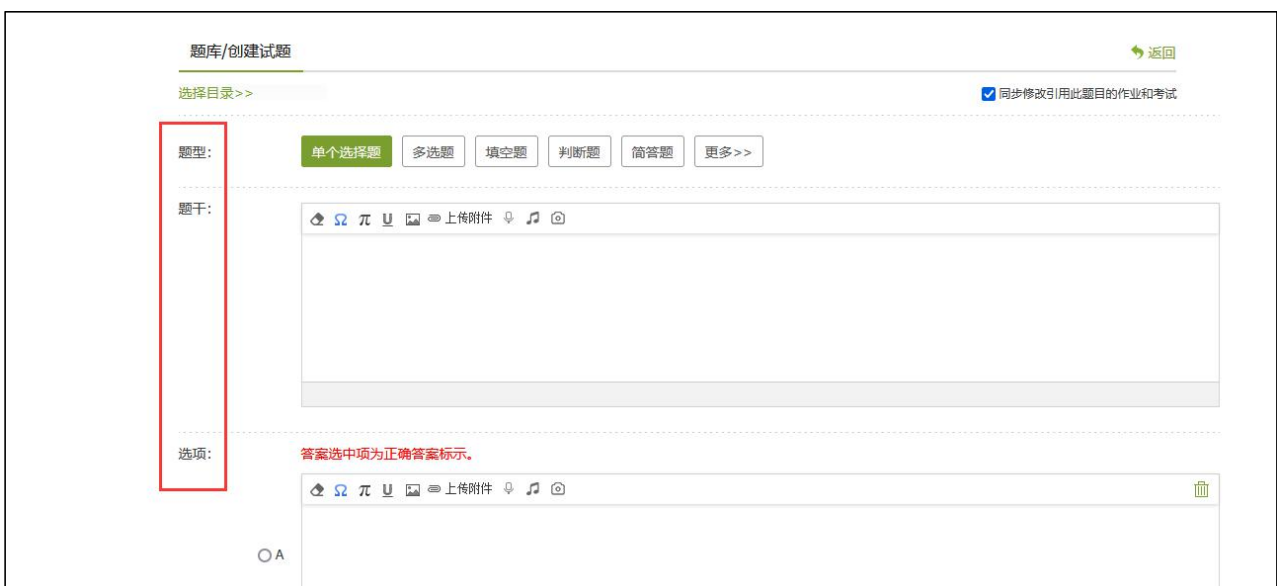 题库/创建试题 返回
选择目录>> 同步修改引用此题目的作业和考试
题型： 单个选择题 多选题 填空题 判断题 简答题 更多>>
题干：
Ω π U 上传附件
选项： 答案选中项为正确答案标示。
Ω π U 上传附件
A